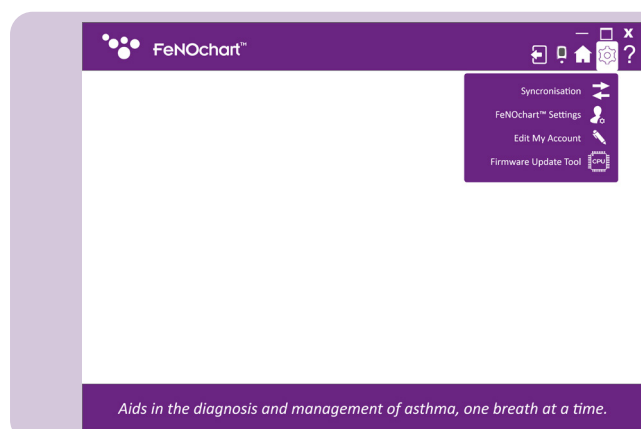 FeNOchart™
Syncronisation
FeNOchart™ Settings
Edit My Account
Firmware Update Tool
CPU
Aids in the diagnosis and management of asthma, one breath at a time.